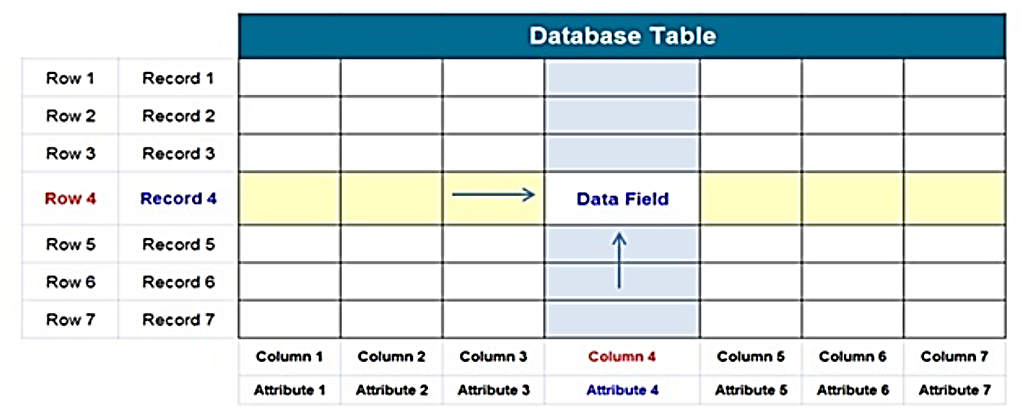 Database Table
Row 1 Record 1
Row 2 Record 2
Row 3 Record 3
Row 4 Record 4 Data Field
Row 5 Record 5
Row 6 Record 6
Row 7 Record 7
Column 1 Column 2 Column 3 Column 4 Column 5 Column 6 Column 7
Attribute 1 Attribute 2 Attribute 3 Attribute 4 Attribute 5 Attribute 6 Attribute 7